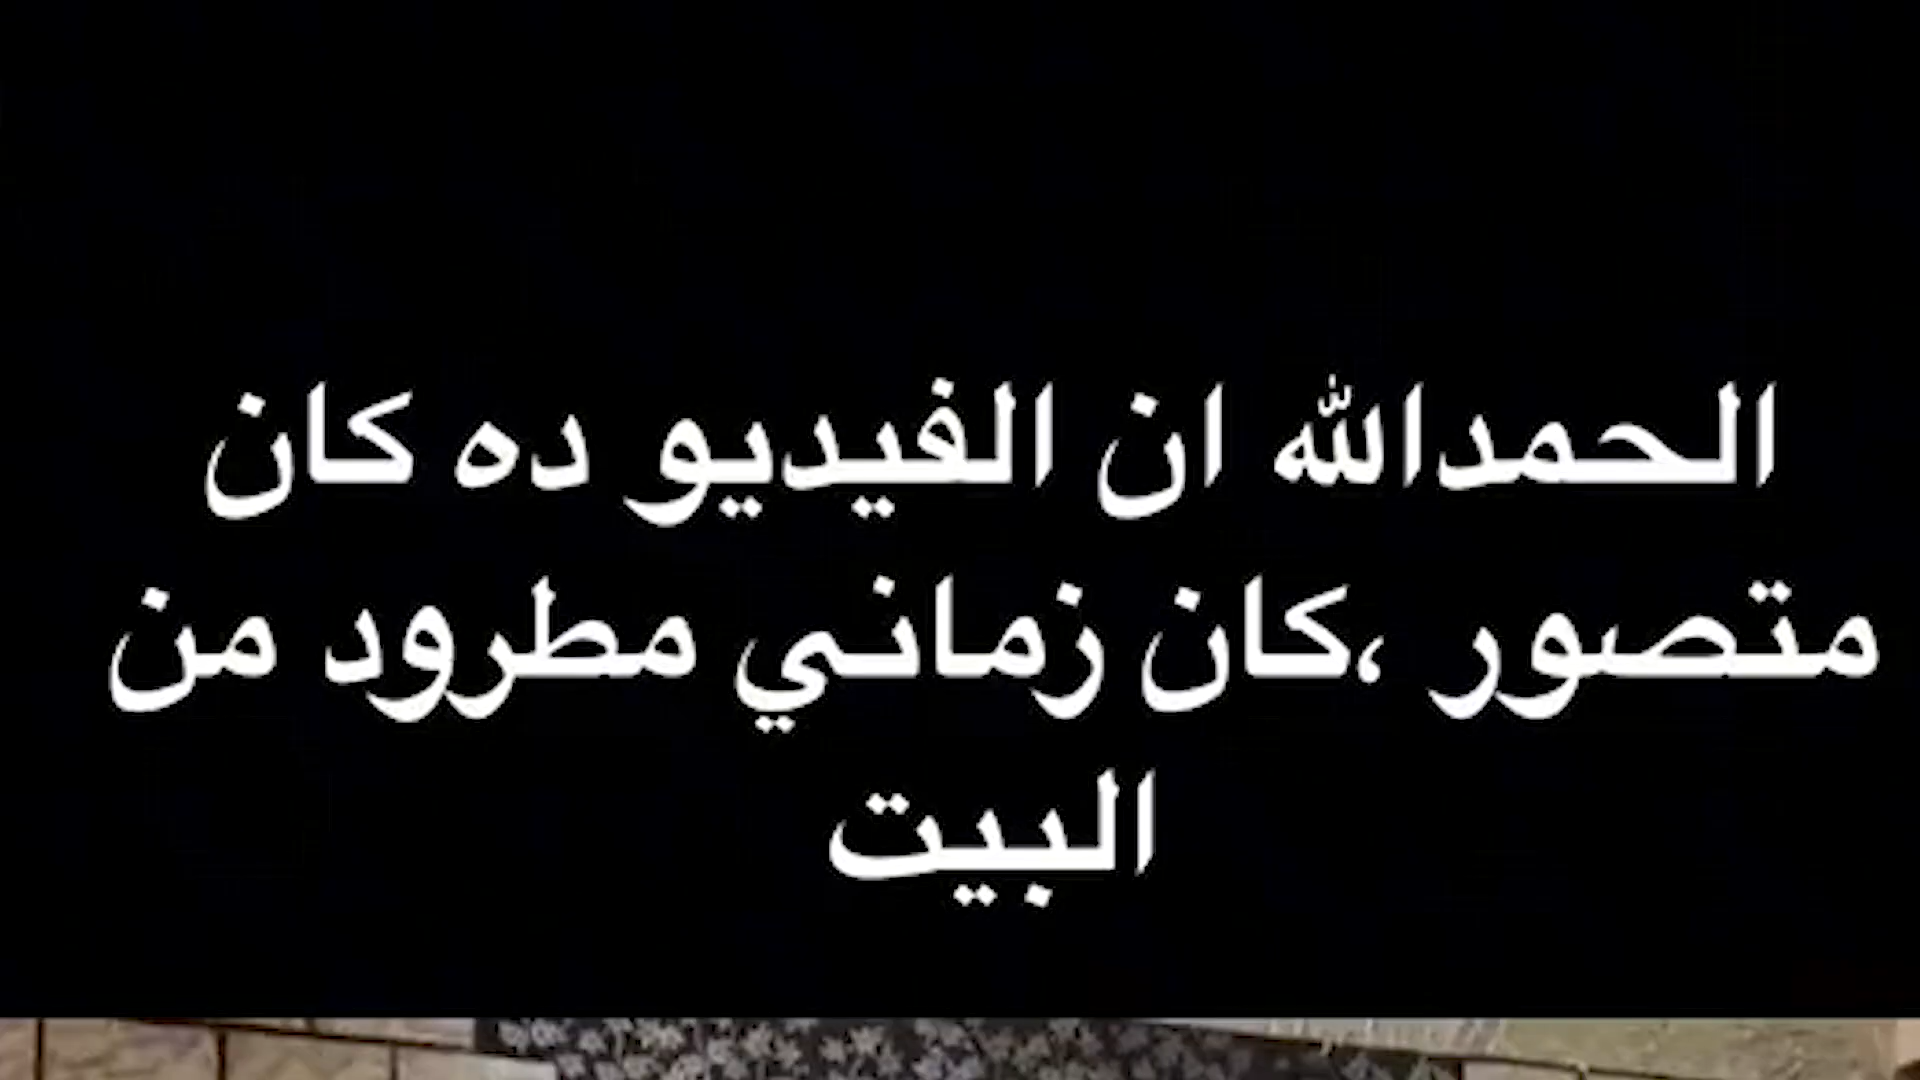 الحمدالله ان الفيديو ده كان
متصور ،كان زماني مطرود من
البيت